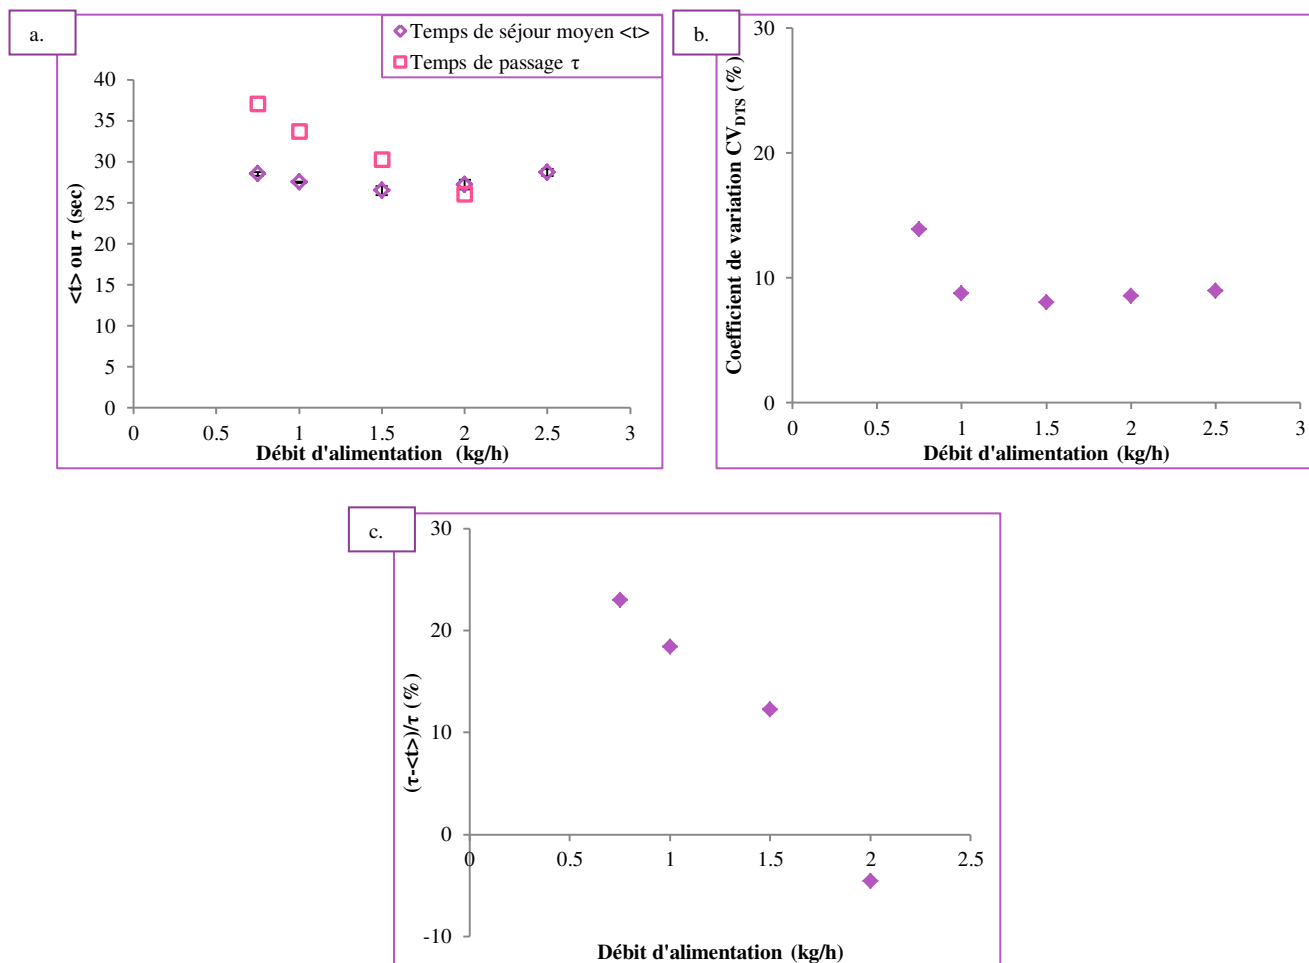 a.
Temps de séjour moyen <t>
Temps de passage τ
<t> ou τ (sec)
40
35
30
25
20
15
10
5
0
0 0.5 1 1.5 2 2.5 3
Débit d'alimentation (kg/h)
b.
Coefficient de variation CV_DTS (%)
30
20
10
0
0 0.5 1 1.5 2 2.5 3
Débit d'alimentation (kg/h)
c.
(τ-<t>)/τ (%)
30
20
10
0
-10
0 0.5 1 1.5 2 2.5
Débit d'alimentation (kg/h)